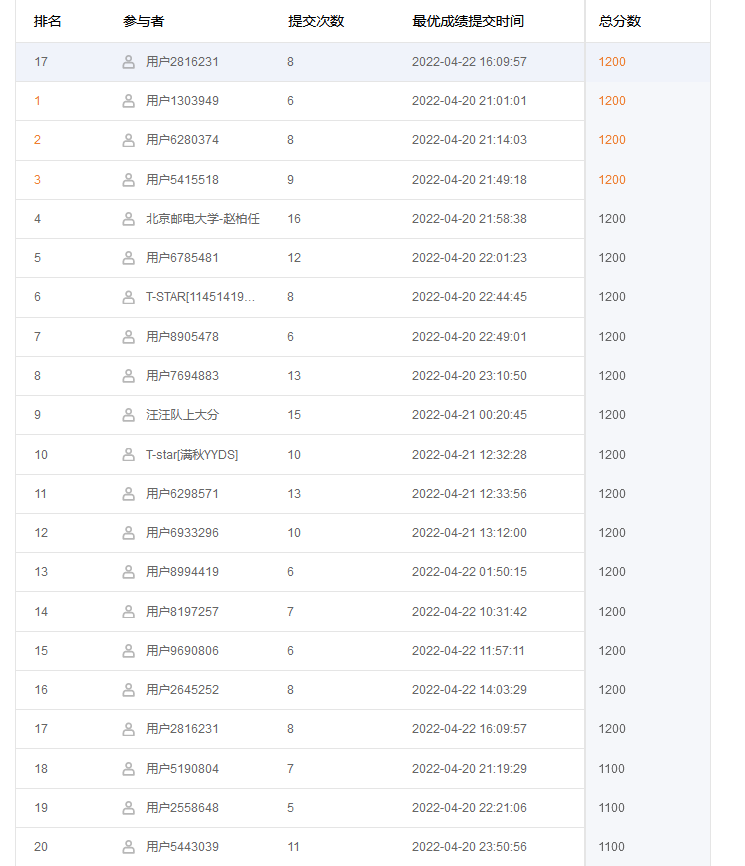 排名 参与者 提交次数 最优成绩提交时间 总分数
17 用户2816231 8 2022-04-22 16:09:57 1200
1 用户1303949 6 2022-04-20 21:01:01 1200
2 用户6280374 8 2022-04-20 21:14:03 1200
3 用户5415518 9 2022-04-20 21:49:18 1200
4 北京邮电大学-赵柏任 16 2022-04-20 21:58:38 1200
5 用户6785481 12 2022-04-20 22:01:23 1200
6 T-STAR[11451419... 8 2022-04-20 22:44:45 1200
7 用户8905478 6 2022-04-20 22:49:01 1200
8 用户7694883 13 2022-04-20 23:10:50 1200
9 汪汪队上大分 15 2022-04-21 00:20:45 1200
10 T-star[满秋YYDS] 10 2022-04-21 12:32:28 1200
11 用户6298571 13 2022-04-21 12:33:56 1200
12 用户6933296 10 2022-04-21 13:12:00 1200
13 用户8994419 6 2022-04-22 01:50:15 1200
14 用户8197257 7 2022-04-22 10:31:42 1200
15 用户9690806 6 2022-04-22 11:57:11 1200
16 用户2645252 8 2022-04-22 14:03:29 1200
17 用户2816231 8 2022-04-22 16:09:57 1200
18 用户5190804 7 2022-04-20 21:19:29 1100
19 用户2558648 5 2022-04-20 22:21:06 1100
20 用户5443039 11 2022-04-20 23:50:56 1100